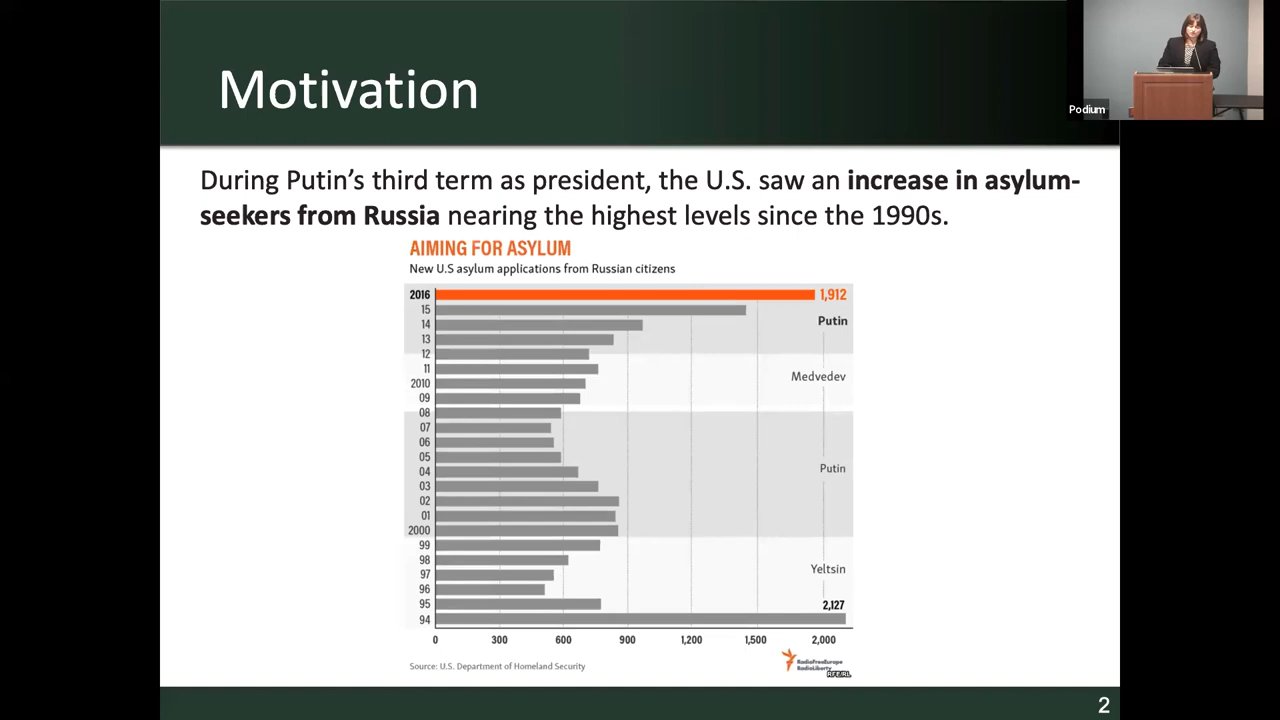 Motivation
Podium
During Putin's third term as president, the U.S. saw an increase in asylum-
seekers from Russia nearing the highest levels since the 1990s.
AIMING FOR ASYLUM
New U.S asylum applications from Russian citizens
2016 1,912
15
Putin
14
13
12
11
Medvedev
2010
09
08
07
06
05
Putin
04
03
02
01
2000
99
98
Yeltsin
97
96
95 2,127
94
0 300 600 900 1,200 1,500 2,000
Source: U.S. Department of Homeland Security
RadioFreeEurope
RadioLiberty
RFE/RL
2